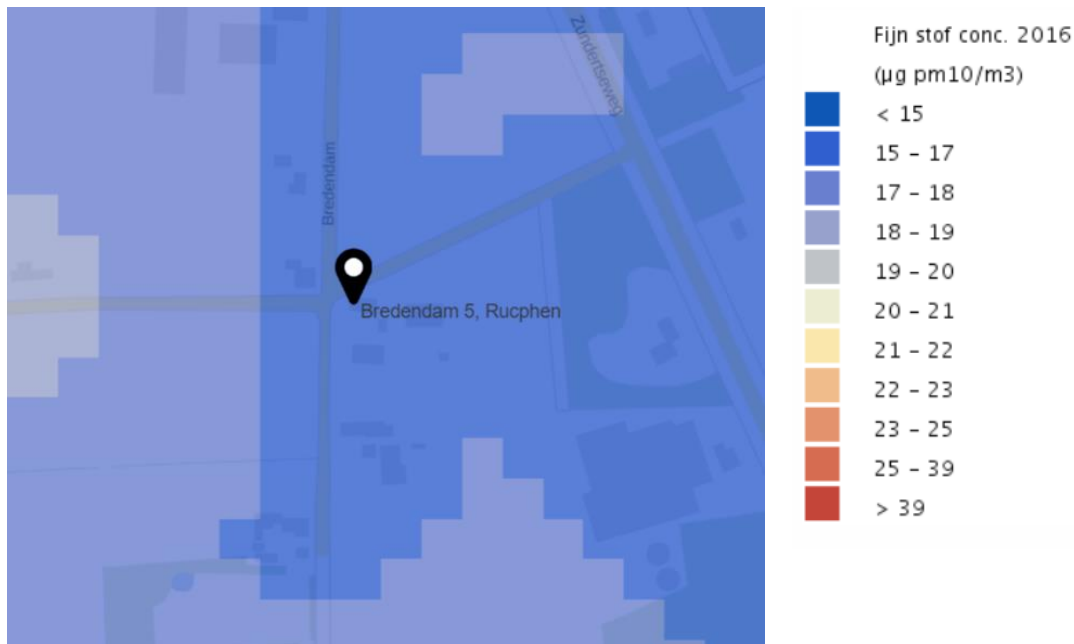 Zundertseweg
Bredendam
Bredendam 5, Rucphen
Fijn stof conc. 2016
(µg pm10/m3)
< 15
15 – 17
17 – 18
18 – 19
19 – 20
20 – 21
21 – 22
22 – 23
23 – 25
25 – 39
> 39